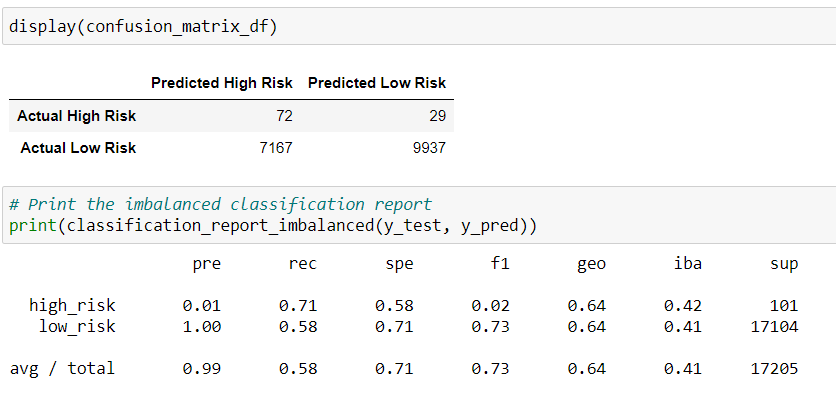 display(confusion_matrix_df)
Predicted High Risk Predicted Low Risk
Actual High Risk 72 29
Actual Low Risk 7167 9937
# Print the imbalanced classification report
print(classification_report_imbalanced(y_test, y_pred))
pre rec spe f1 geo iba sup
high_risk 0.01 0.71 0.58 0.02 0.64 0.42 101
low_risk 1.00 0.58 0.71 0.73 0.64 0.41 17104
avg / total 0.99 0.58 0.71 0.73 0.64 0.41 17205